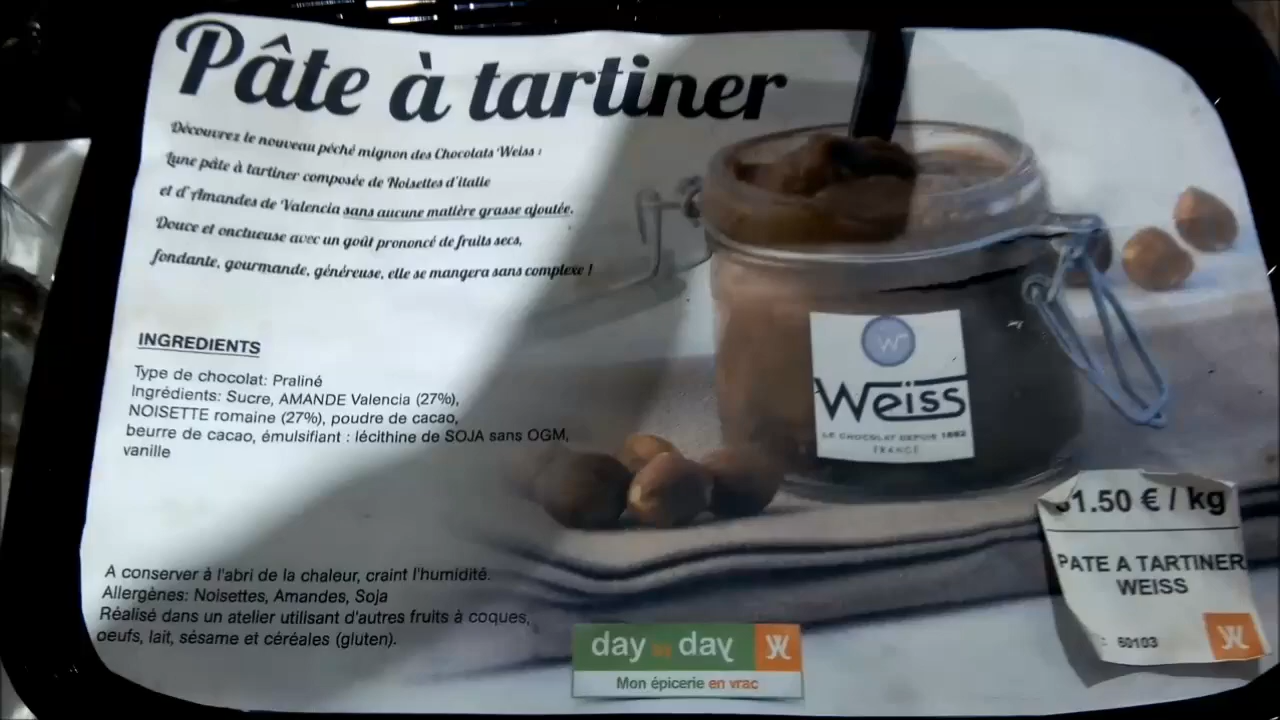 Pâte à tartiner
Découvrez le nouveau péché mignon des Chocolats Weiss :
Lune pâte à tartiner composée de Noisettes d'italie
et d'Amandes de Valencia sans aucune matière grasse ajoutée.
Douce et onctueuse avec un goût prononcé de fruits secs,
fondante, gourmande, généreuse, elle se mangera sans complexe !
INGREDIENTS
Type de chocolat: Praliné
Ingrédients: Sucre, AMANDE Valencia (27%),
NOISETTE romaine (27%), poudre de cacao,
beurre de cacao, émulsifiant : lécithine de SOJA sans OGM,
vanille
A conserver à l'abri de la chaleur, craint l'humidité.
Allergènes: Noisettes, Amandes, Soja
Réalisé dans un atelier utilisant d'autres fruits à coques,
oeufs, lait, sésame et céréales (gluten).
W
Weiss
LE CHOCOLAT DEPUIS 1882
FRANCE
1.50 € / kg
PATE A TARTINER
WEISS
: 60103
day by day
Mon épicerie en vrac